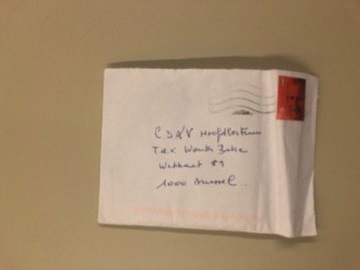 CD&V Hoofdbestuur
T.a.v. Wouter Beke
Wetstraat 89
1000 Brussel